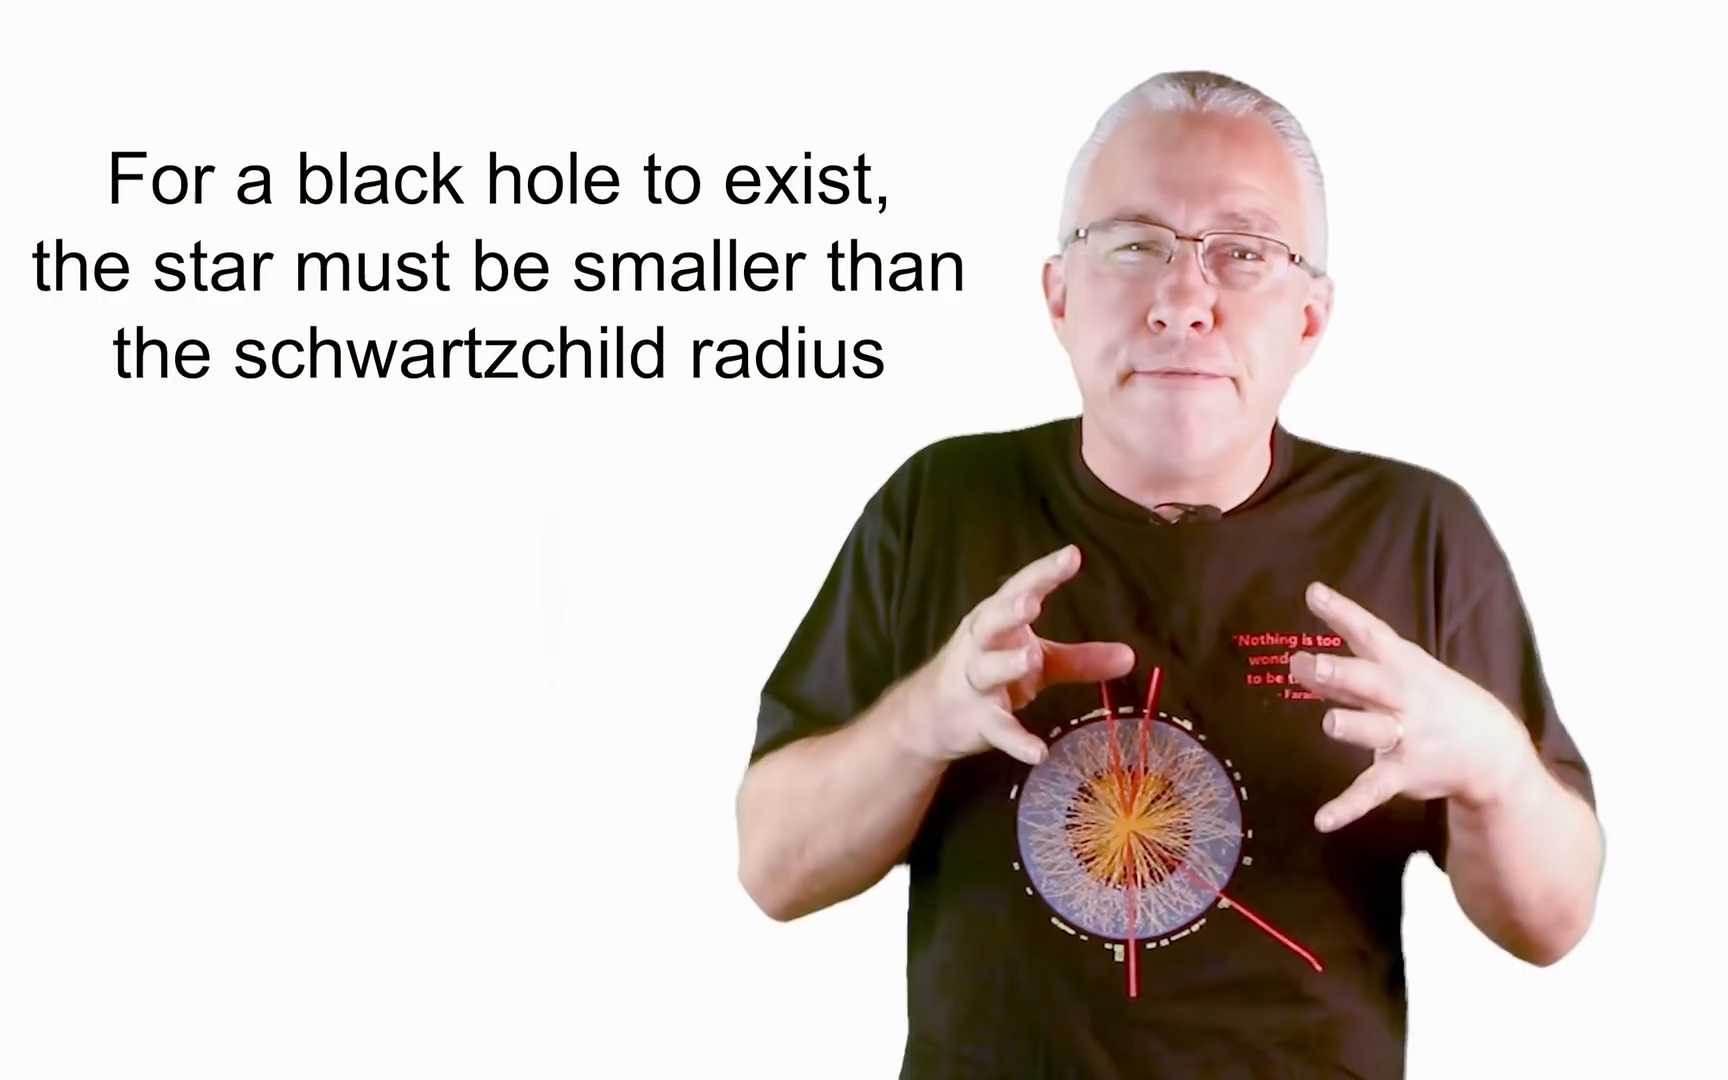 For a black hole to exist,
the star must be smaller than
the schwartzchild radius
"Nothing is too
to be